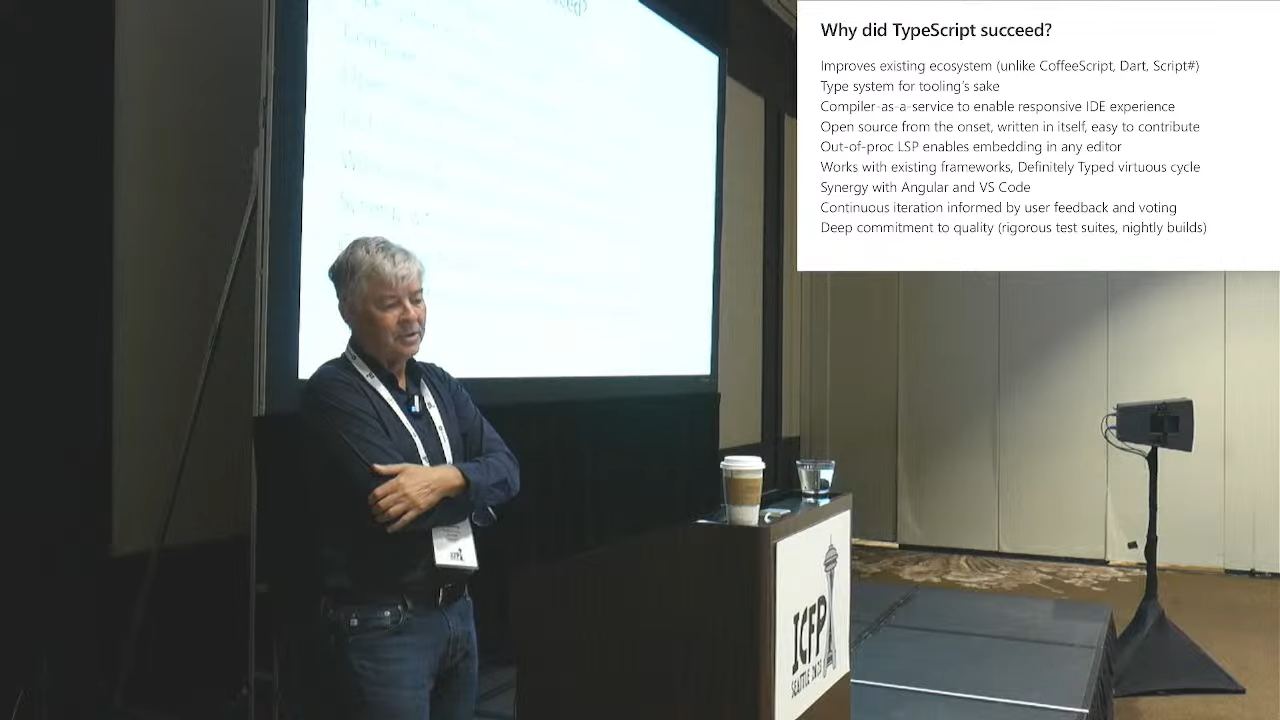 Why did TypeScript succeed?
Improves existing ecosystem (unlike CoffeeScript, Dart, Script#)
Type system for tooling's sake
Compiler-as-a-service to enable responsive IDE experience
Open source from the onset, written in itself, easy to contribute
Out-of-proc LSP enables embedding in any editor
Works with existing frameworks, Definitely Typed virtuous cycle
Synergy with Angular and VS Code
Continuous iteration informed by user feedback and voting
Deep commitment to quality (rigorous test suites, nightly builds)
ICFP
ICFP
SEATTLE 2023